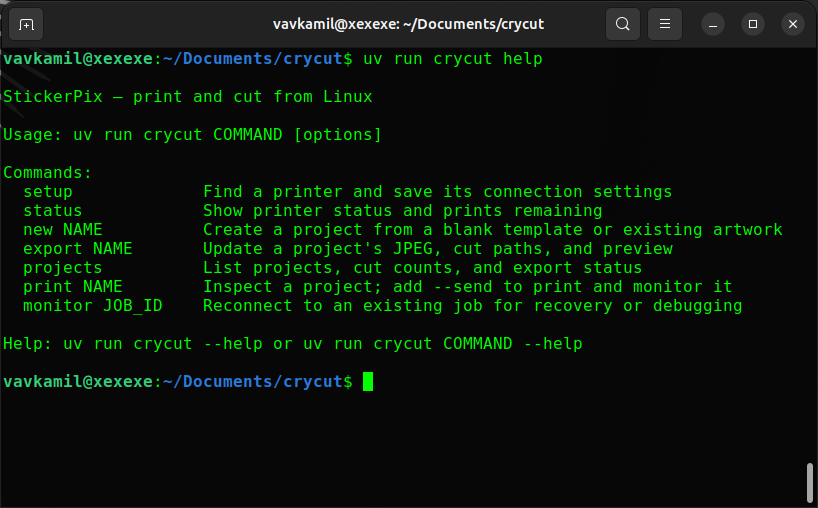 vavkamil@xexexe: ~/Documents/crycut
vavkamil@xexexe:~/Documents/crycut$ uv run crycut help
StickerPix — print and cut from Linux
Usage: uv run crycut COMMAND [options]
Commands:
setup Find a printer and save its connection settings
status Show printer status and prints remaining
new NAME Create a project from a blank template or existing artwork
export NAME Update a project's JPEG, cut paths, and preview
projects List projects, cut counts, and export status
print NAME Inspect a project; add --send to print and monitor it
monitor JOB_ID Reconnect to an existing job for recovery or debugging
Help: uv run crycut --help or uv run crycut COMMAND --help
vavkamil@xexexe:~/Documents/crycut$